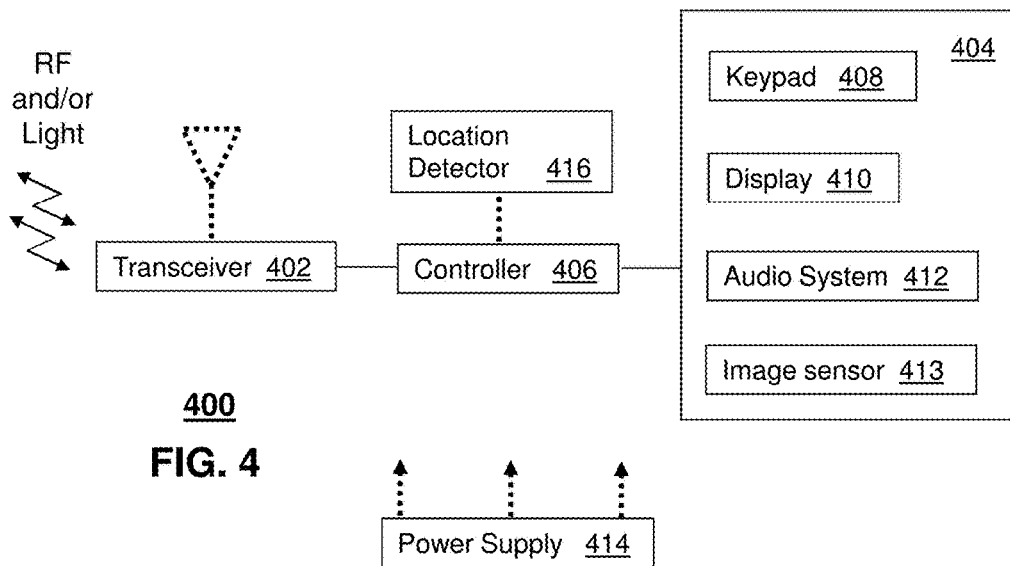 RF
and/or
Light
Location
Detector 416
Transceiver 402
Controller 406
404
Keypad 408
Display 410
Audio System 412
Image sensor 413
400
FIG. 4
Power Supply 414